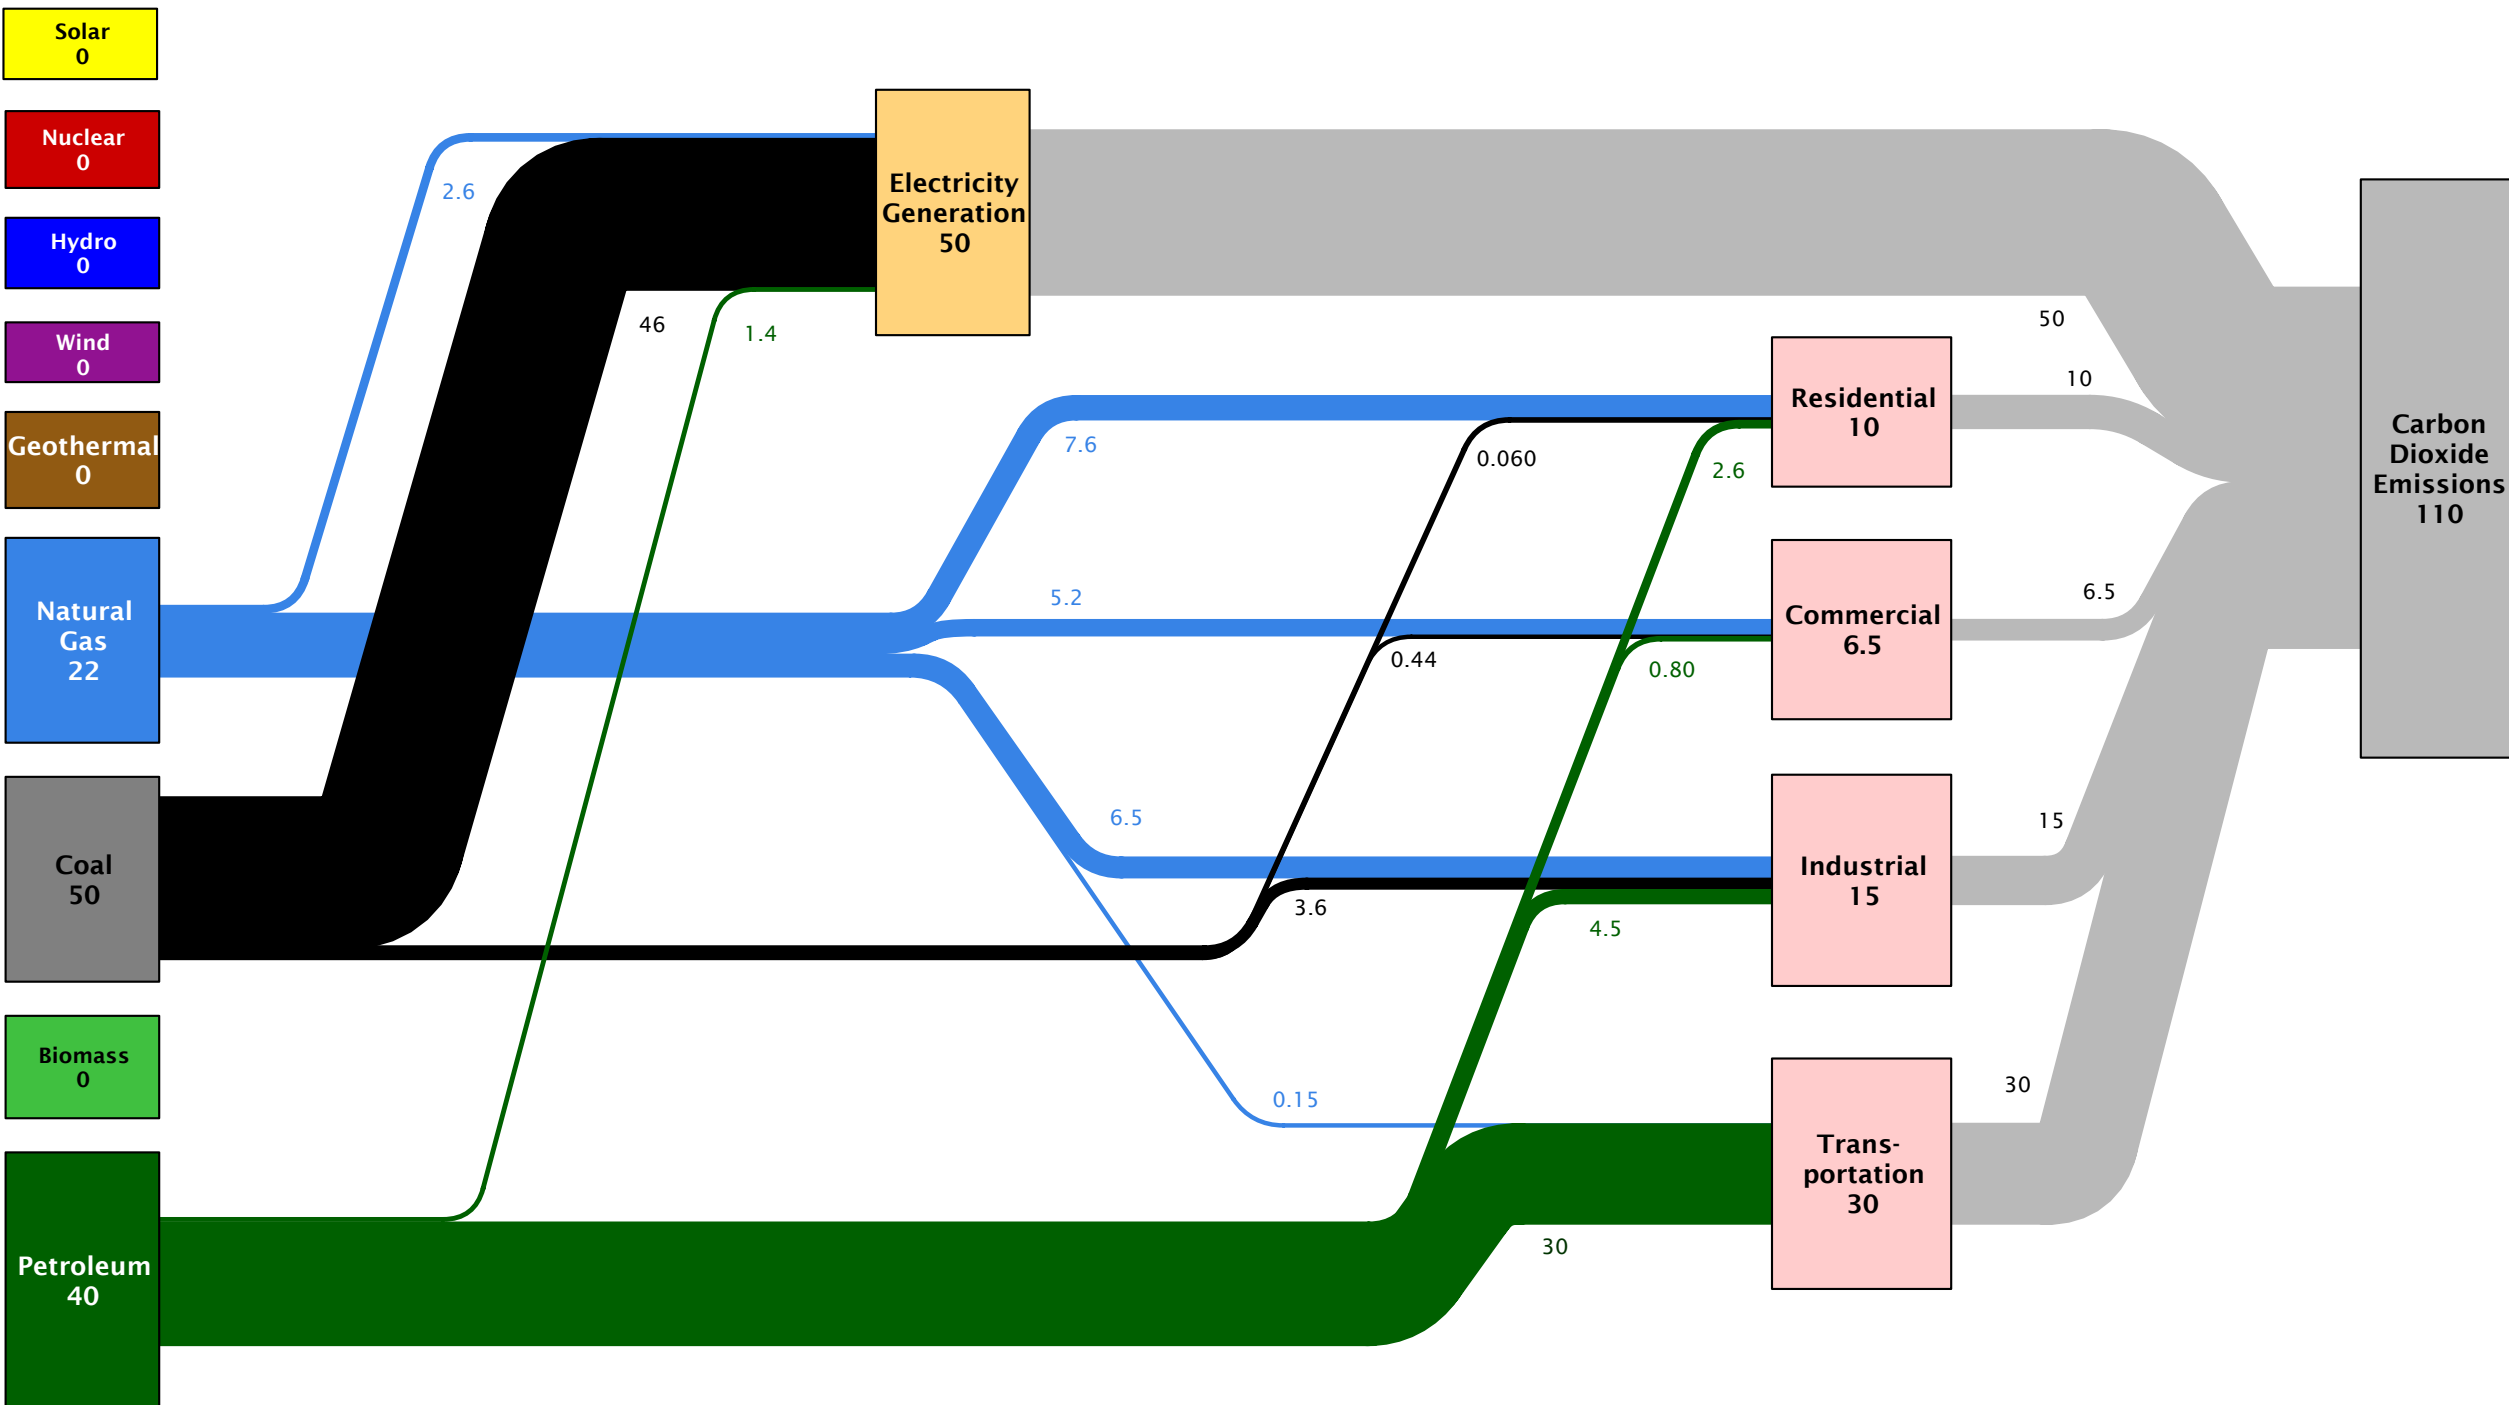 Solar
0
Nuclear
0
Hydro
0
Wind
0
Geothermal
0
Natural
Gas
22
Coal
50
Biomass
0
Petroleum
40
2.6
46
1.4
Electricity
Generation
50
7.6
5.2
6.5
0.15
0.060
0.44
3.6
2.6
0.80
4.5
30
Residential
10
Commercial
6.5
Industrial
15
Trans-
portation
30
50
10
6.5
15
30
Carbon
Dioxide
Emissions
110